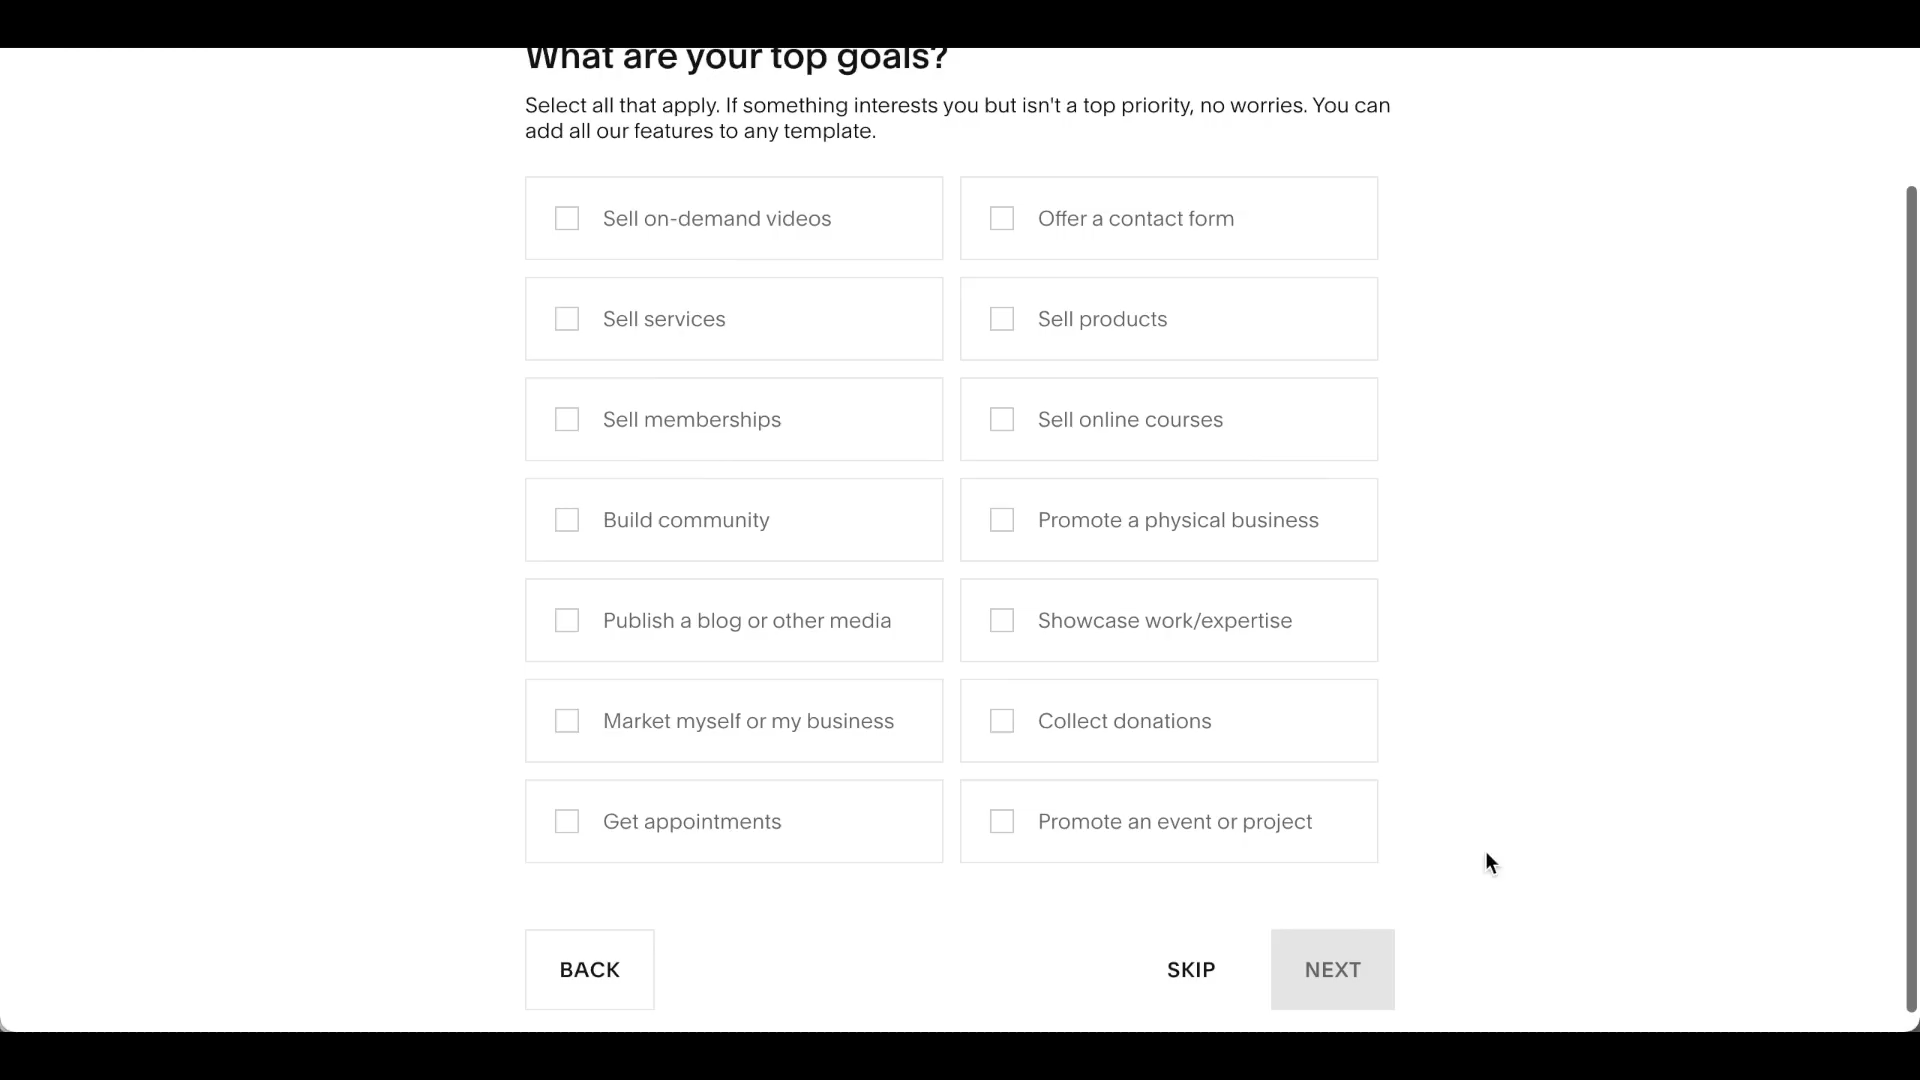 What are your top goals?
Select all that apply. If something interests you but isn't a top priority, no worries. You can
add all our features to any template.
Sell on-demand videos
Offer a contact form
Sell services
Sell products
Sell memberships
Sell online courses
Build community
Promote a physical business
Publish a blog or other media
Showcase work/expertise
Market myself or my business
Collect donations
Get appointments
Promote an event or project
BACK
SKIP
NEXT